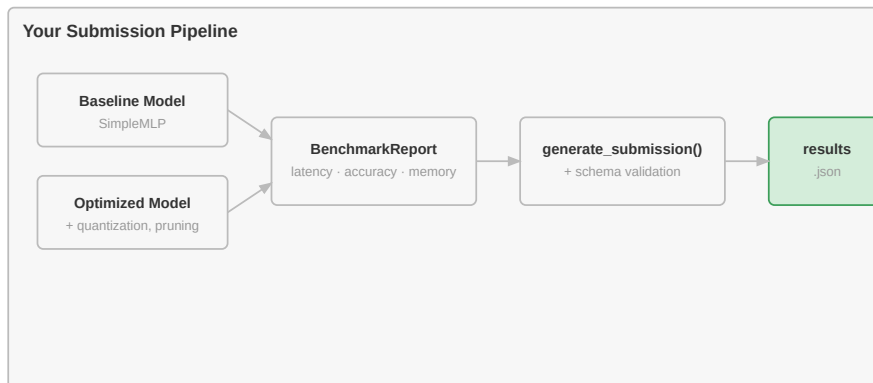 Your Submission Pipeline
Baseline Model
SimpleMLP
Optimized Model
+ quantization, pruning
BenchmarkReport
latency · accuracy · memory
generate_submission()
+ schema validation
results
.json